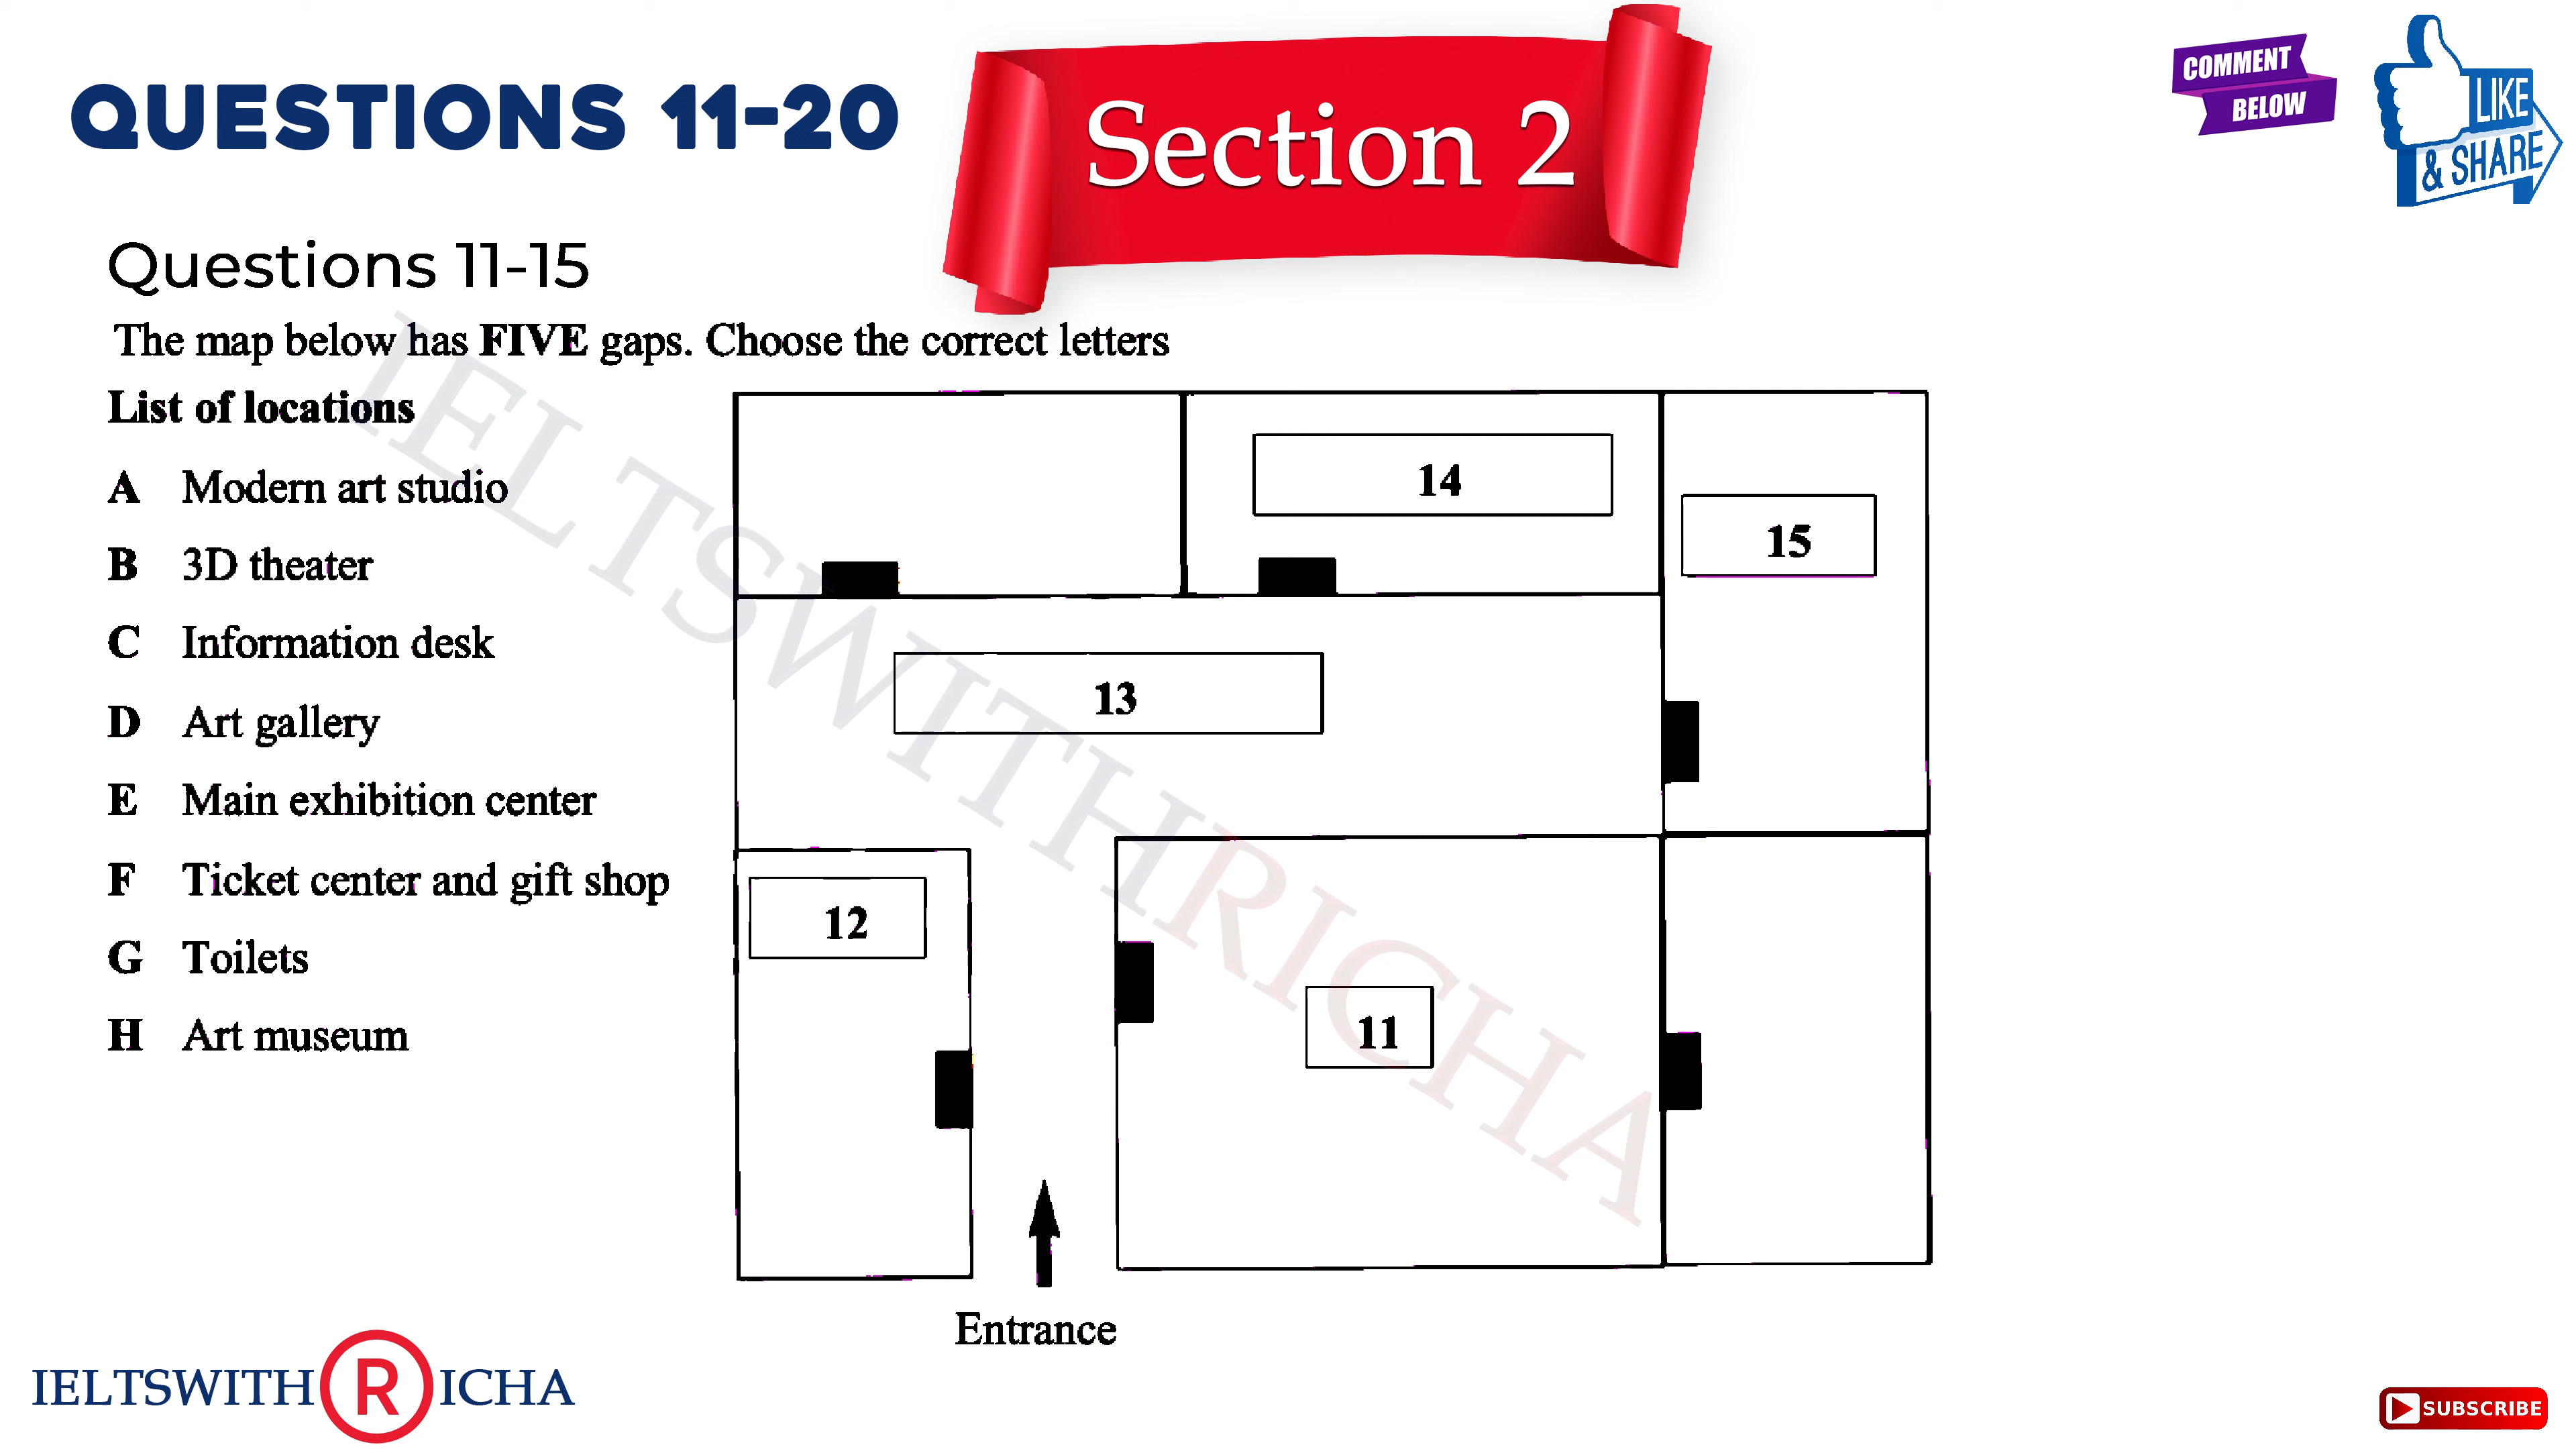 QUESTIONS 11-20
Section 2
COMMENT
BELOW
LIKE
& SHARE
Questions 11-15
The map below has FIVE gaps. Choose the correct letters
List of locations
A Modern art studio
B 3D theater
C Information desk
D Art gallery
E Main exhibition center
F Ticket center and gift shop
G Toilets
H Art museum
14
15
13
12
11
Entrance
IELTSWITHRICHA
IELTSWITHRICHA
SUBSCRIBE